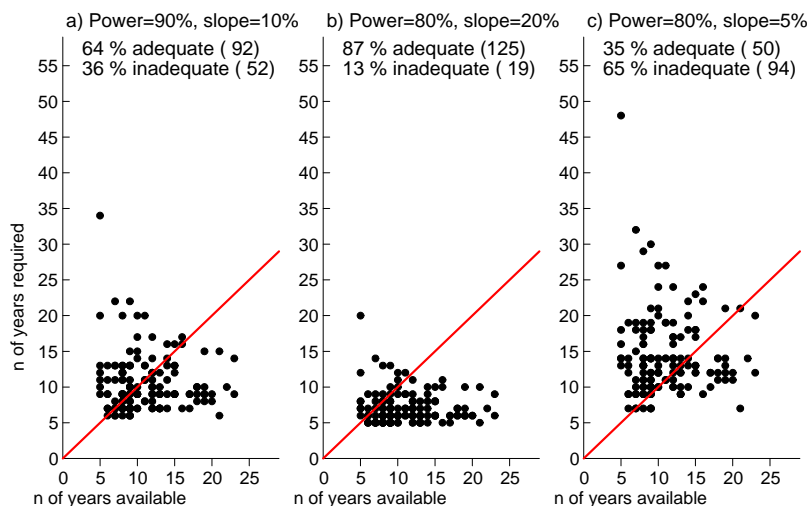 a) Power=90%, slope=10%
64 % adequate ( 92)
36 % inadequate ( 52)
55
50
45
40
35
30
25
20
15
10
5
0
0 5 10 15 20 25
n of years required
n of years available
b) Power=80%, slope=20%
87 % adequate (125)
13 % inadequate ( 19)
55
50
45
40
35
30
25
20
15
10
5
0
0 5 10 15 20 25
n of years available
c) Power=80%, slope=5%
35 % adequate ( 50)
65 % inadequate ( 94)
55
50
45
40
35
30
25
20
15
10
5
0
0 5 10 15 20 25
n of years available